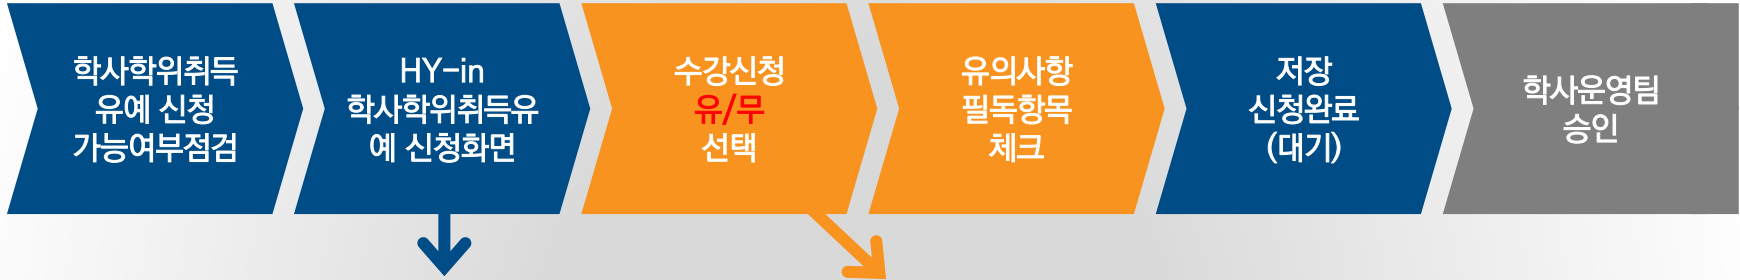 학사학위취득
유예 신청
가능여부점검
HY-in
학사학위취득유
예 신청화면
수강신청
유/무
선택
유의사항
필독항목
체크
저장
신청완료
(대기)
학사운영팀
승인